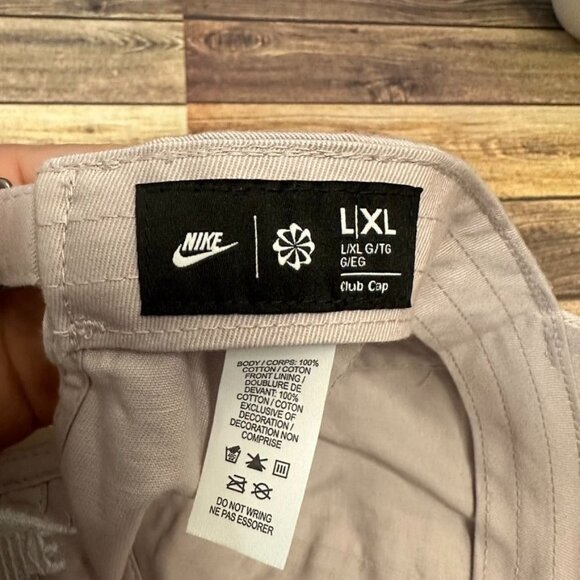 NIKE
L|XL
L/XL G/TG
G/EG
Club Cap
BODY / CORPS: 100%
COTTON / COTON
FRONT LINING /
DOUBLURE DE
DEVANT: 100%
COTTON / COTON
EXCLUSIVE OF
DECORATION /
DECORATION NON
COMPRISE
DO NOT WRING
NE PAS ESSORER